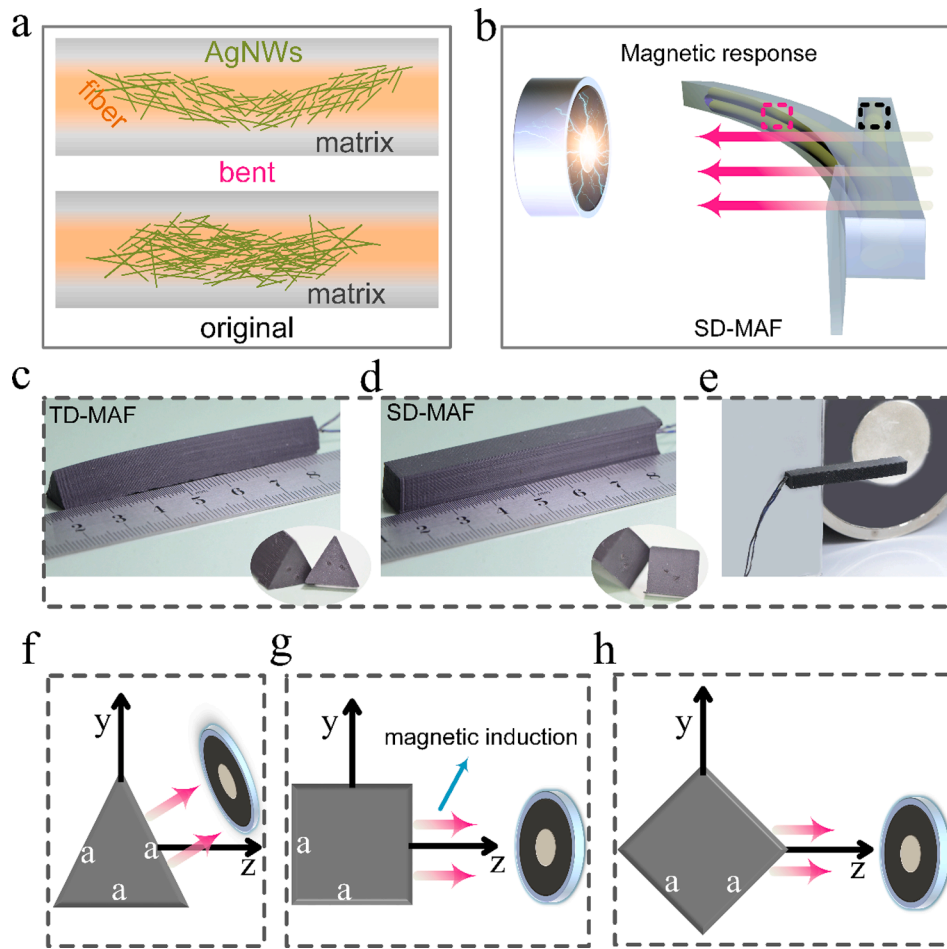 a
AgNWs
fiber
matrix
bent
matrix
original
b
Magnetic response
SD-MAF
c
TD-MAF
2 3 4 5 6 7 8
d
SD-MAF
2 3 4 5 6 7 8
e
f
y
a
a
a
z
g
y
magnetic induction
a
a
z
h
y
a
a
z